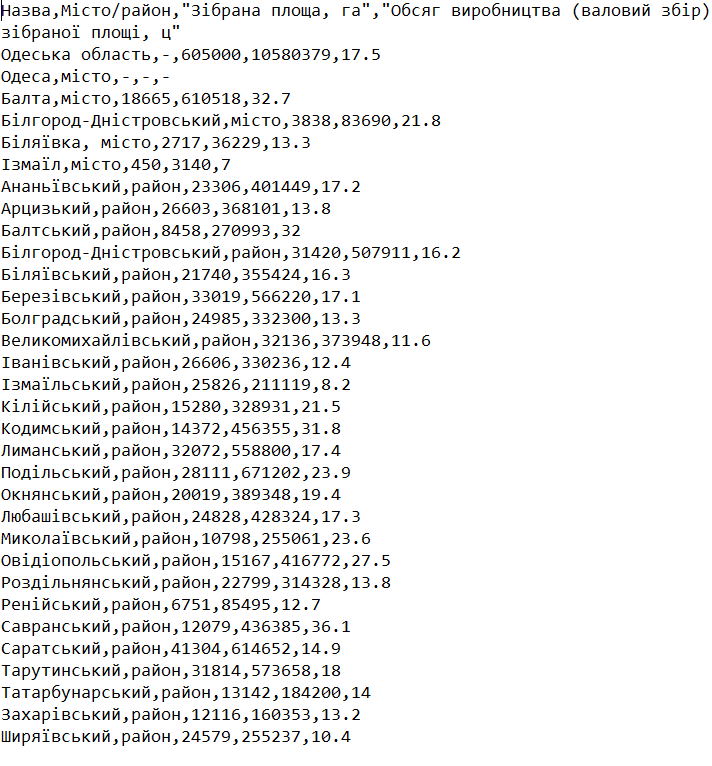 Назва,Місто/район,"Зібрана площа, га","Обсяг виробництва (валовий збір)
зібраної площі, ц"
Одеська область,-,605000,10580379,17.5
Одеса,місто,-,-,-
Балта,місто,18665,610518,32.7
Білгород-Дністровський,місто,3838,83690,21.8
Біляївка, місто,2717,36229,13.3
Ізмаїл,місто,450,3140,7
Ананьївський,район,23306,401449,17.2
Арцизький,район,26603,368101,13.8
Балтський,район,8458,270993,32
Білгород-Дністровський,район,31420,507911,16.2
Біляївський,район,21740,355424,16.3
Березівський,район,33019,566220,17.1
Болградський,район,24985,332300,13.3
Великомихайлівський,район,32136,373948,11.6
Іванівський,район,26606,330236,12.4
Ізмаїльський,район,25826,211119,8.2
Кілійський,район,15280,328931,21.5
Кодимський,район,14372,456355,31.8
Лиманський,район,32072,558800,17.4
Подільський,район,28111,671202,23.9
Окнянський,район,20019,389348,19.4
Любашівський,район,24828,428324,17.3
Миколаївський,район,10798,255061,23.6
Овідіопольський,район,15167,416772,27.5
Роздільнянський,район,22799,314328,13.8
Ренійський,район,6751,85495,12.7
Савранський,район,12079,436385,36.1
Саратський,район,41304,614652,14.9
Тарутинський,район,31814,573658,18
Татарбунарський,район,13142,184200,14
Захарівський,район,12116,160353,13.2
Ширяївський,район,24579,255237,10.4